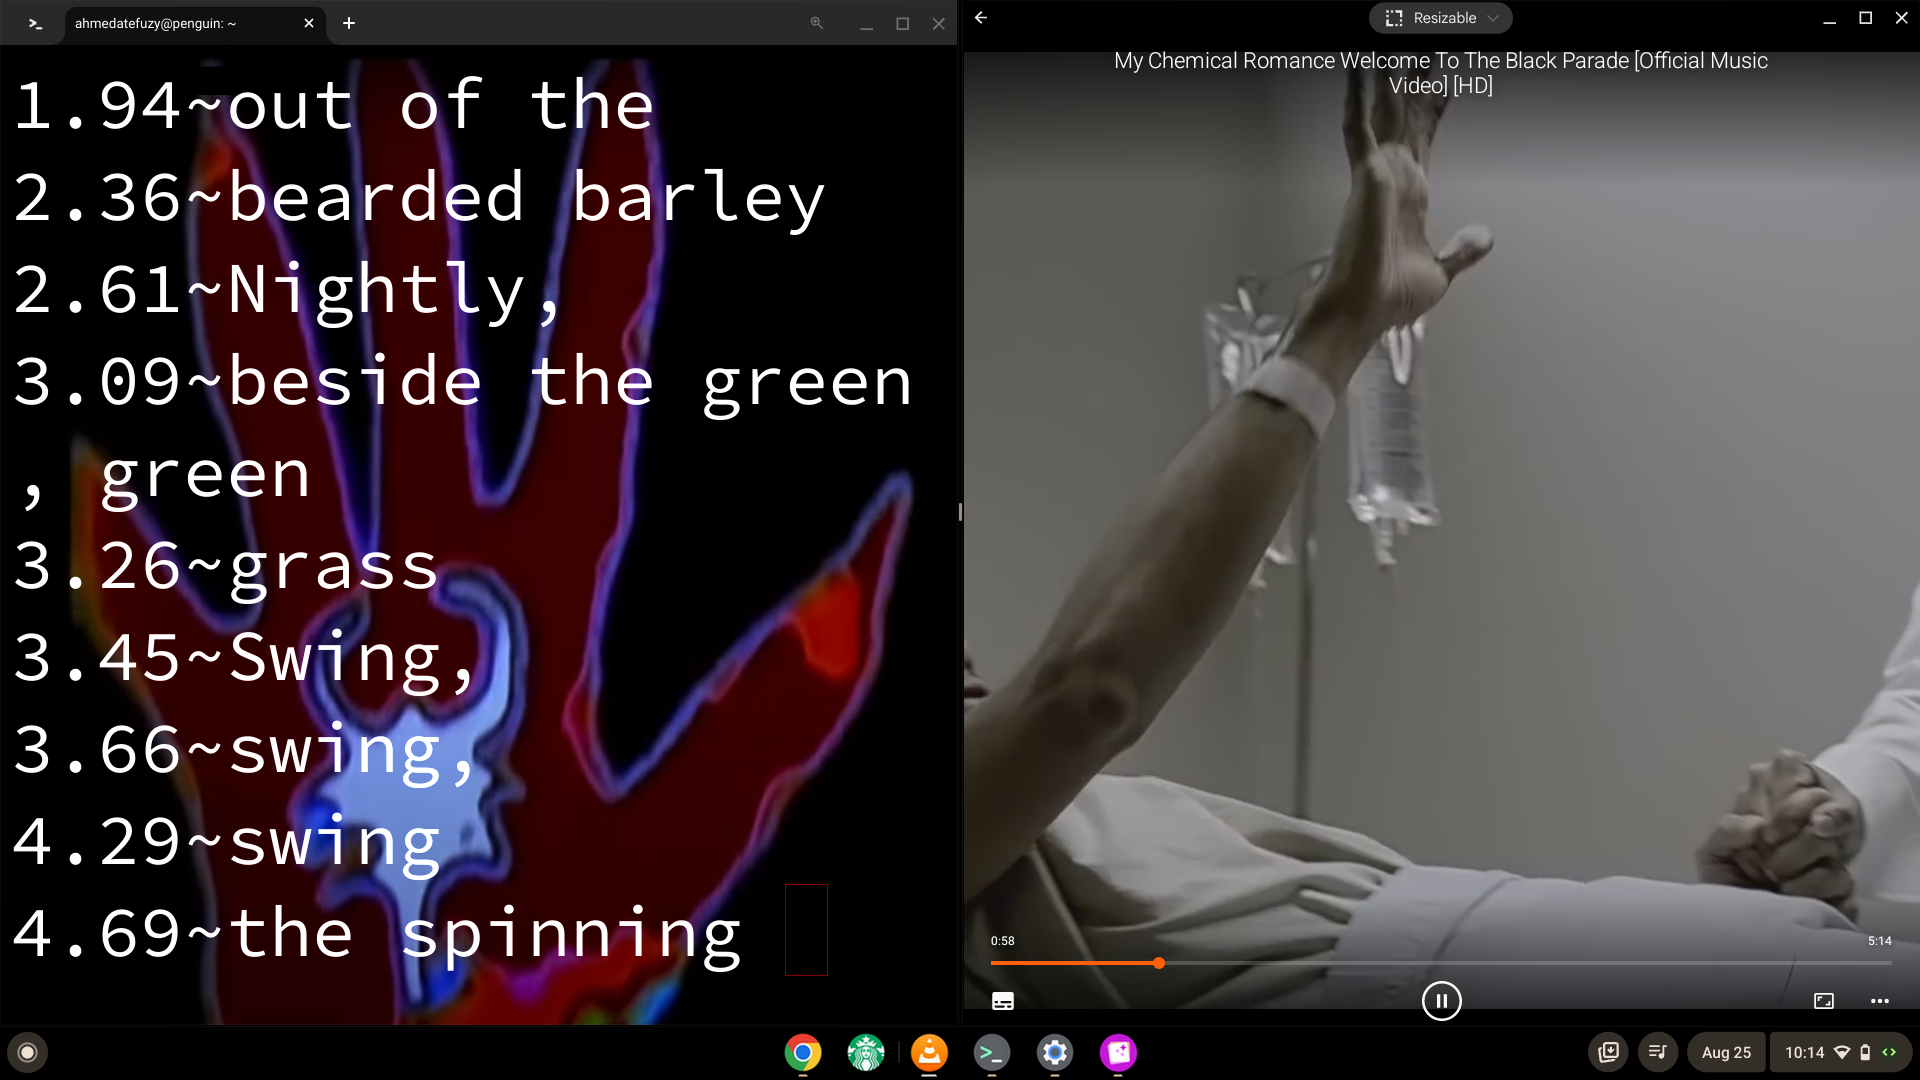 ahmedatefuzy@penguin: ~
1.94~out of the
2.36~bearded barley
2.61~Nightly,
3.09~beside the green
, green
3.26~grass
3.45~Swing,
3.66~swing,
4.29~swing
4.69~the spinning
Resizable
My Chemical Romance Welcome To The Black Parade [Official Music
Video] [HD]
0:58
5:14
Aug 25
10:14